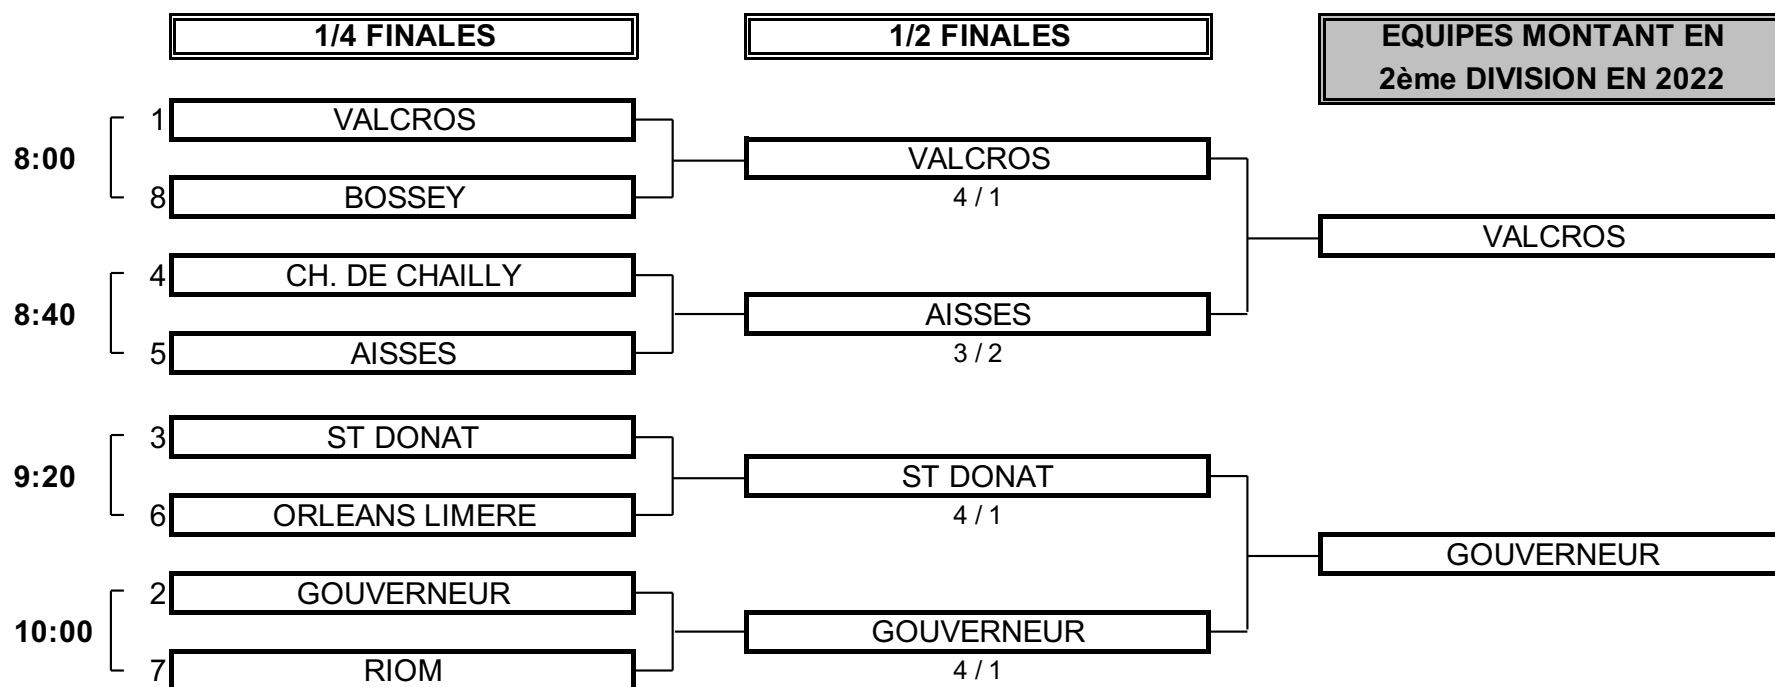 1/4 FINALES
1/2 FINALES
EQUIPES MONTANT EN
2ème DIVISION EN 2022
8:00
1 VALCROS
8 BOSSEY
VALCROS
4 / 1
8:40
4 CH. DE CHAILLY
5 AISSES
AISSES
3 / 2
VALCROS
9:20
3 ST DONAT
6 ORLEANS LIMERE
ST DONAT
4 / 1
10:00
2 GOUVERNEUR
7 RIOM
GOUVERNEUR
4 / 1
GOUVERNEUR